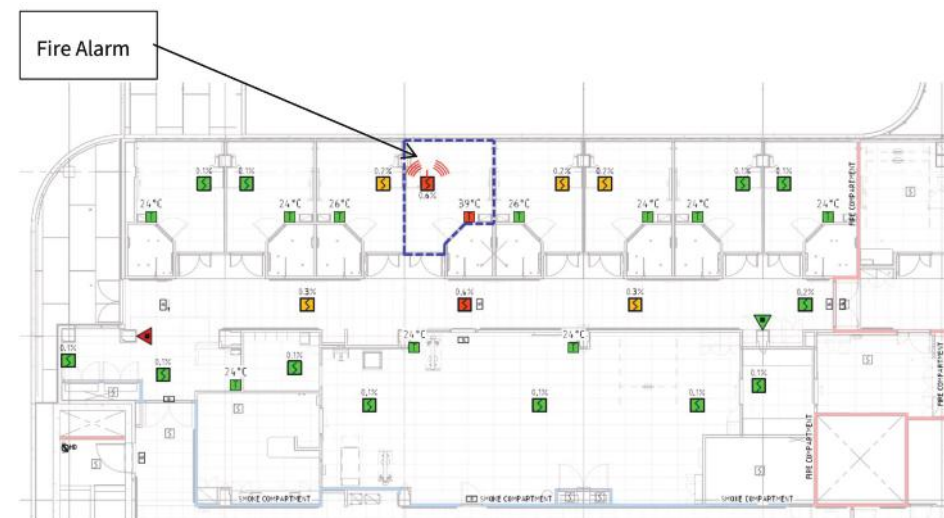 Fire Alarm
0.1% 0.1% 0.2% 0.6% 0.2% 0.2% 0.1% 0.1%
S S S S S S S S S
24°C 24°C 26°C 39°C 26°C 24°C 24°C 24°C
T T T T T T T T
FIRE COMPARTMENT
0.3% 0.4% 0.3% 0.2%
S S S S
24°C 24°C
T T
0.1% 0.1% 0.1% 0.1%
S S S S
24°C
T
0.1% 0.1% 0.1%
S S S
S S S S S
FIRE COMPARTMENT
FIRE COMPARTMENT
SMOKE COMPARTMENT SMOKE COMPARTMENT SMOKE COMPARTMENT